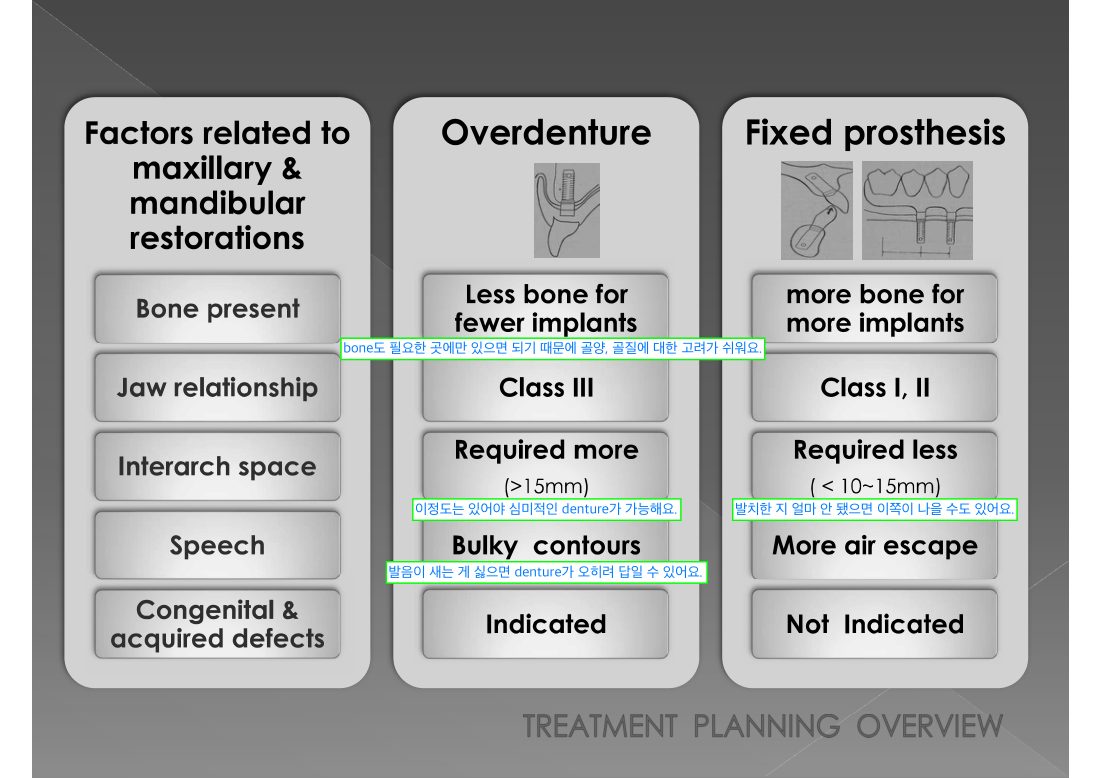 Factors related to
maxillary &
mandibular
restorations
Bone present
Jaw relationship
Interarch space
Speech
Congenital &
acquired defects
Overdenture
Less bone for
fewer implants
bone도 필요한 곳에만 있으면 되기 때문에 골양, 골질에 대한 고려가 쉬워요.
Class III
Required more
(>15mm)
이정도는 있어야 심미적인 denture가 가능해요.
Bulky contours
발음이 새는 게 싫으면 denture가 오히려 답일 수 있어요.
Indicated
Fixed prosthesis
more bone for
more implants
Class I, II
Required less
( < 10~15mm)
발치한 지 얼마 안 됐으면 이쪽이 나을 수도 있어요.
More air escape
Not Indicated
TREATMENT PLANNING OVERVIEW